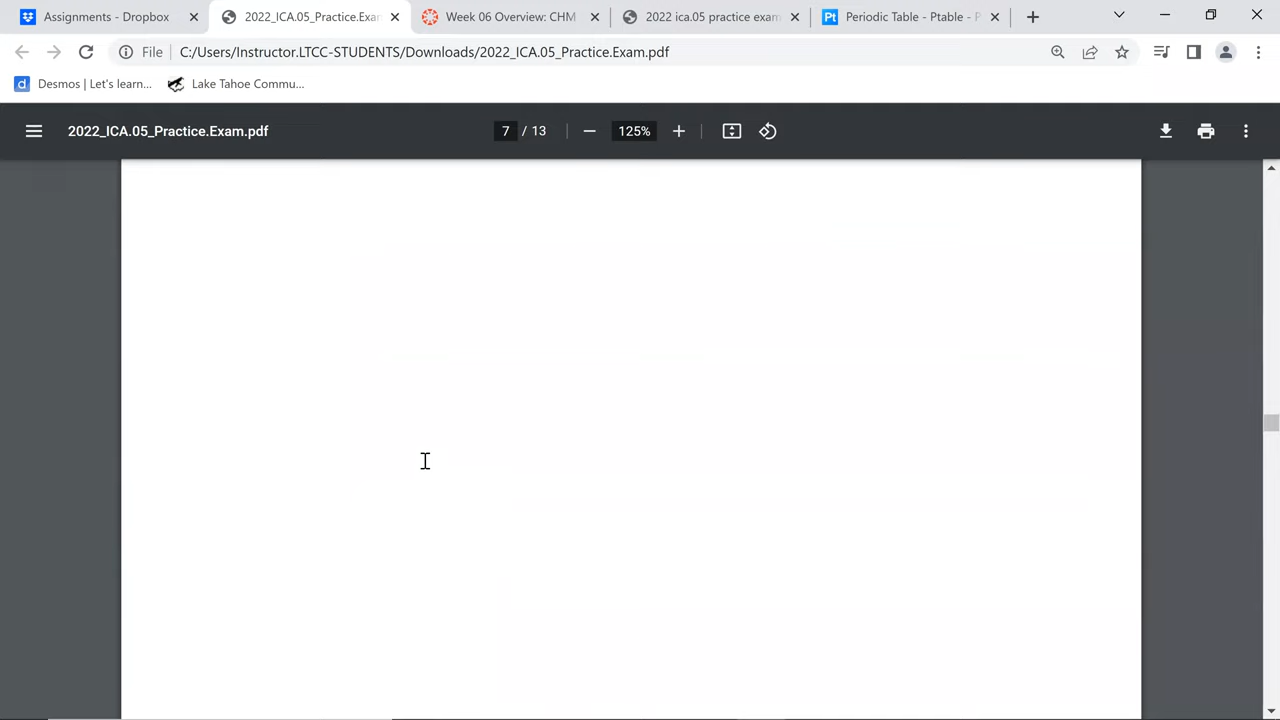 Assignments - Dropbox
2022_ICA.05_Practice.Exa
Week 06 Overview: CHM
2022 ica.05 practice exam
Pt Periodic Table - Ptable - P
File C:/Users/Instructor.LTCC-STUDENTS/Downloads/2022_ICA.05_Practice.Exam.pdf
d Desmos | Let's learn...
Lake Tahoe Commu...
2022_ICA.05_Practice.Exam.pdf
7 / 13
125%